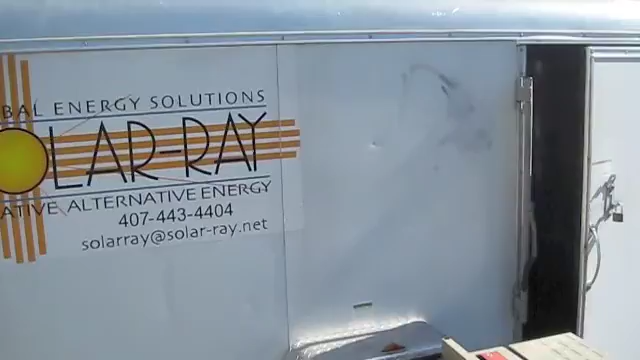 BAL ENERGY SOLUTIONS
OLAR-RAY
ATIVE ALTERNATIVE ENERGY
407-443-4404
solarray@solar-ray.net